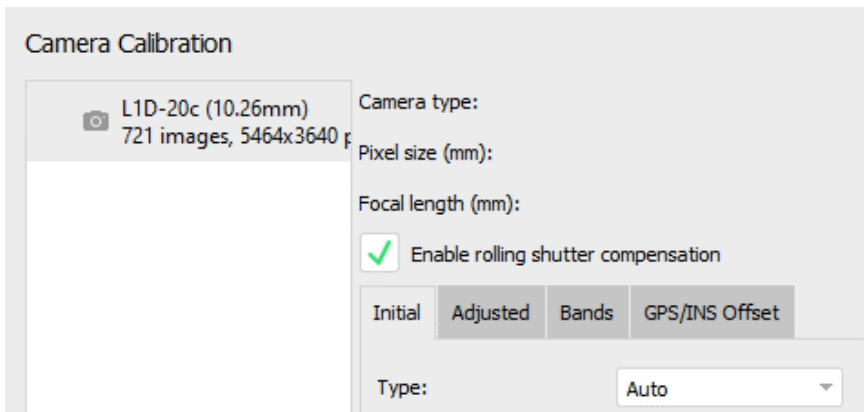 Camera Calibration
L1D-20c (10.26mm)
721 images, 5464x3640 p
Camera type:
Pixel size (mm):
Focal length (mm):
Enable rolling shutter compensation
Initial Adjusted Bands GPS/INS Offset
Type: Auto